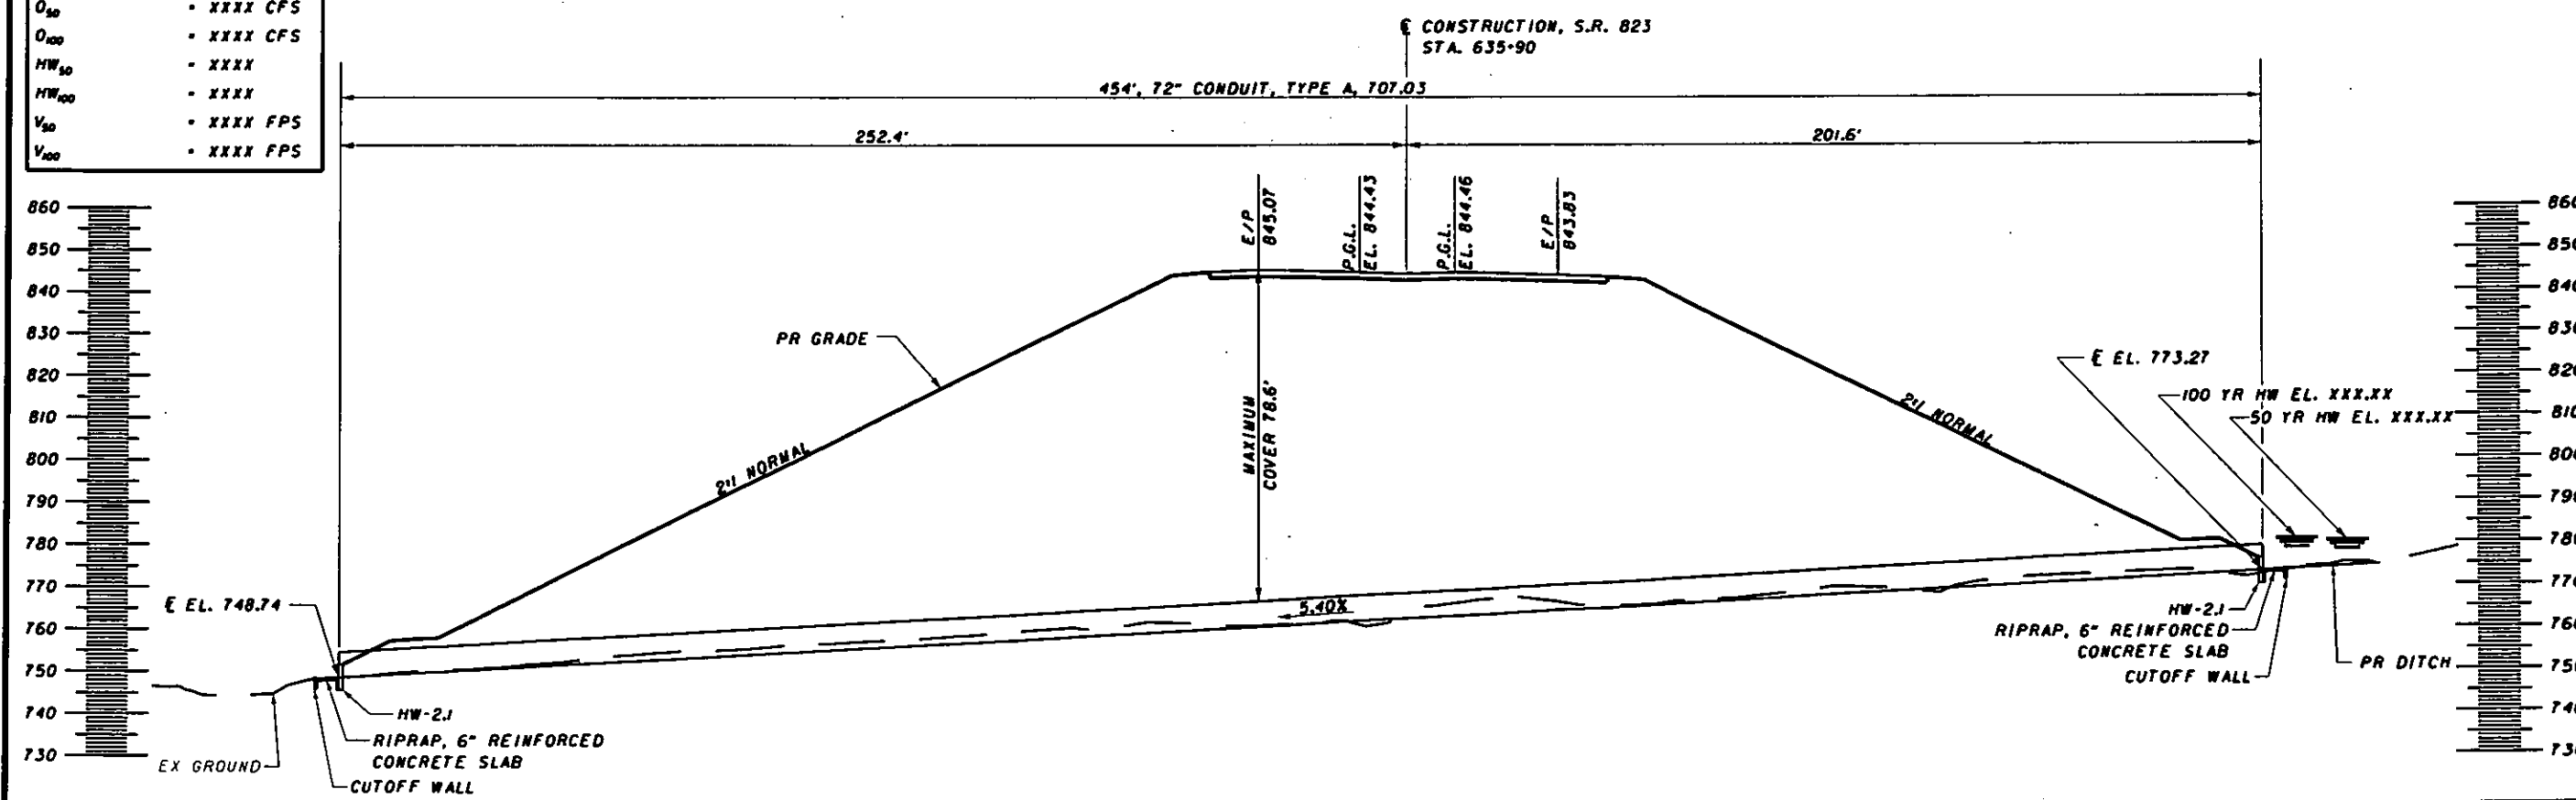 Q50 - XXXX CFS
Q100 - XXXX CFS
HW50 - XXXX
HW100 - XXXX
V50 - XXXX FPS
V100 - XXXX FPS
℄ CONSTRUCTION, S.R. 823
STA. 635+90
454', 72" CONDUIT, TYPE A, 707.03
252.4'
201.6'
E/P
845.07
P.G.L.
EL. 844.43
P.G.L.
EL. 844.46
E/P
843.83
860
850
840
830
820
810
800
790
780
770
760
750
740
730
PR GRADE
2:1 NORMAL
MAXIMUM
COVER 78.6'
2:1 NORMAL
℄ EL. 773.27
100 YR HW EL. XXX.XX
50 YR HW EL. XXX.XX
℄ EL. 748.74
5.40%
HW-2.1
RIPRAP, 6" REINFORCED
CONCRETE SLAB
CUTOFF WALL
EX GROUND
HW-2.1
RIPRAP, 6" REINFORCED
CONCRETE SLAB
CUTOFF WALL
PR DITCH